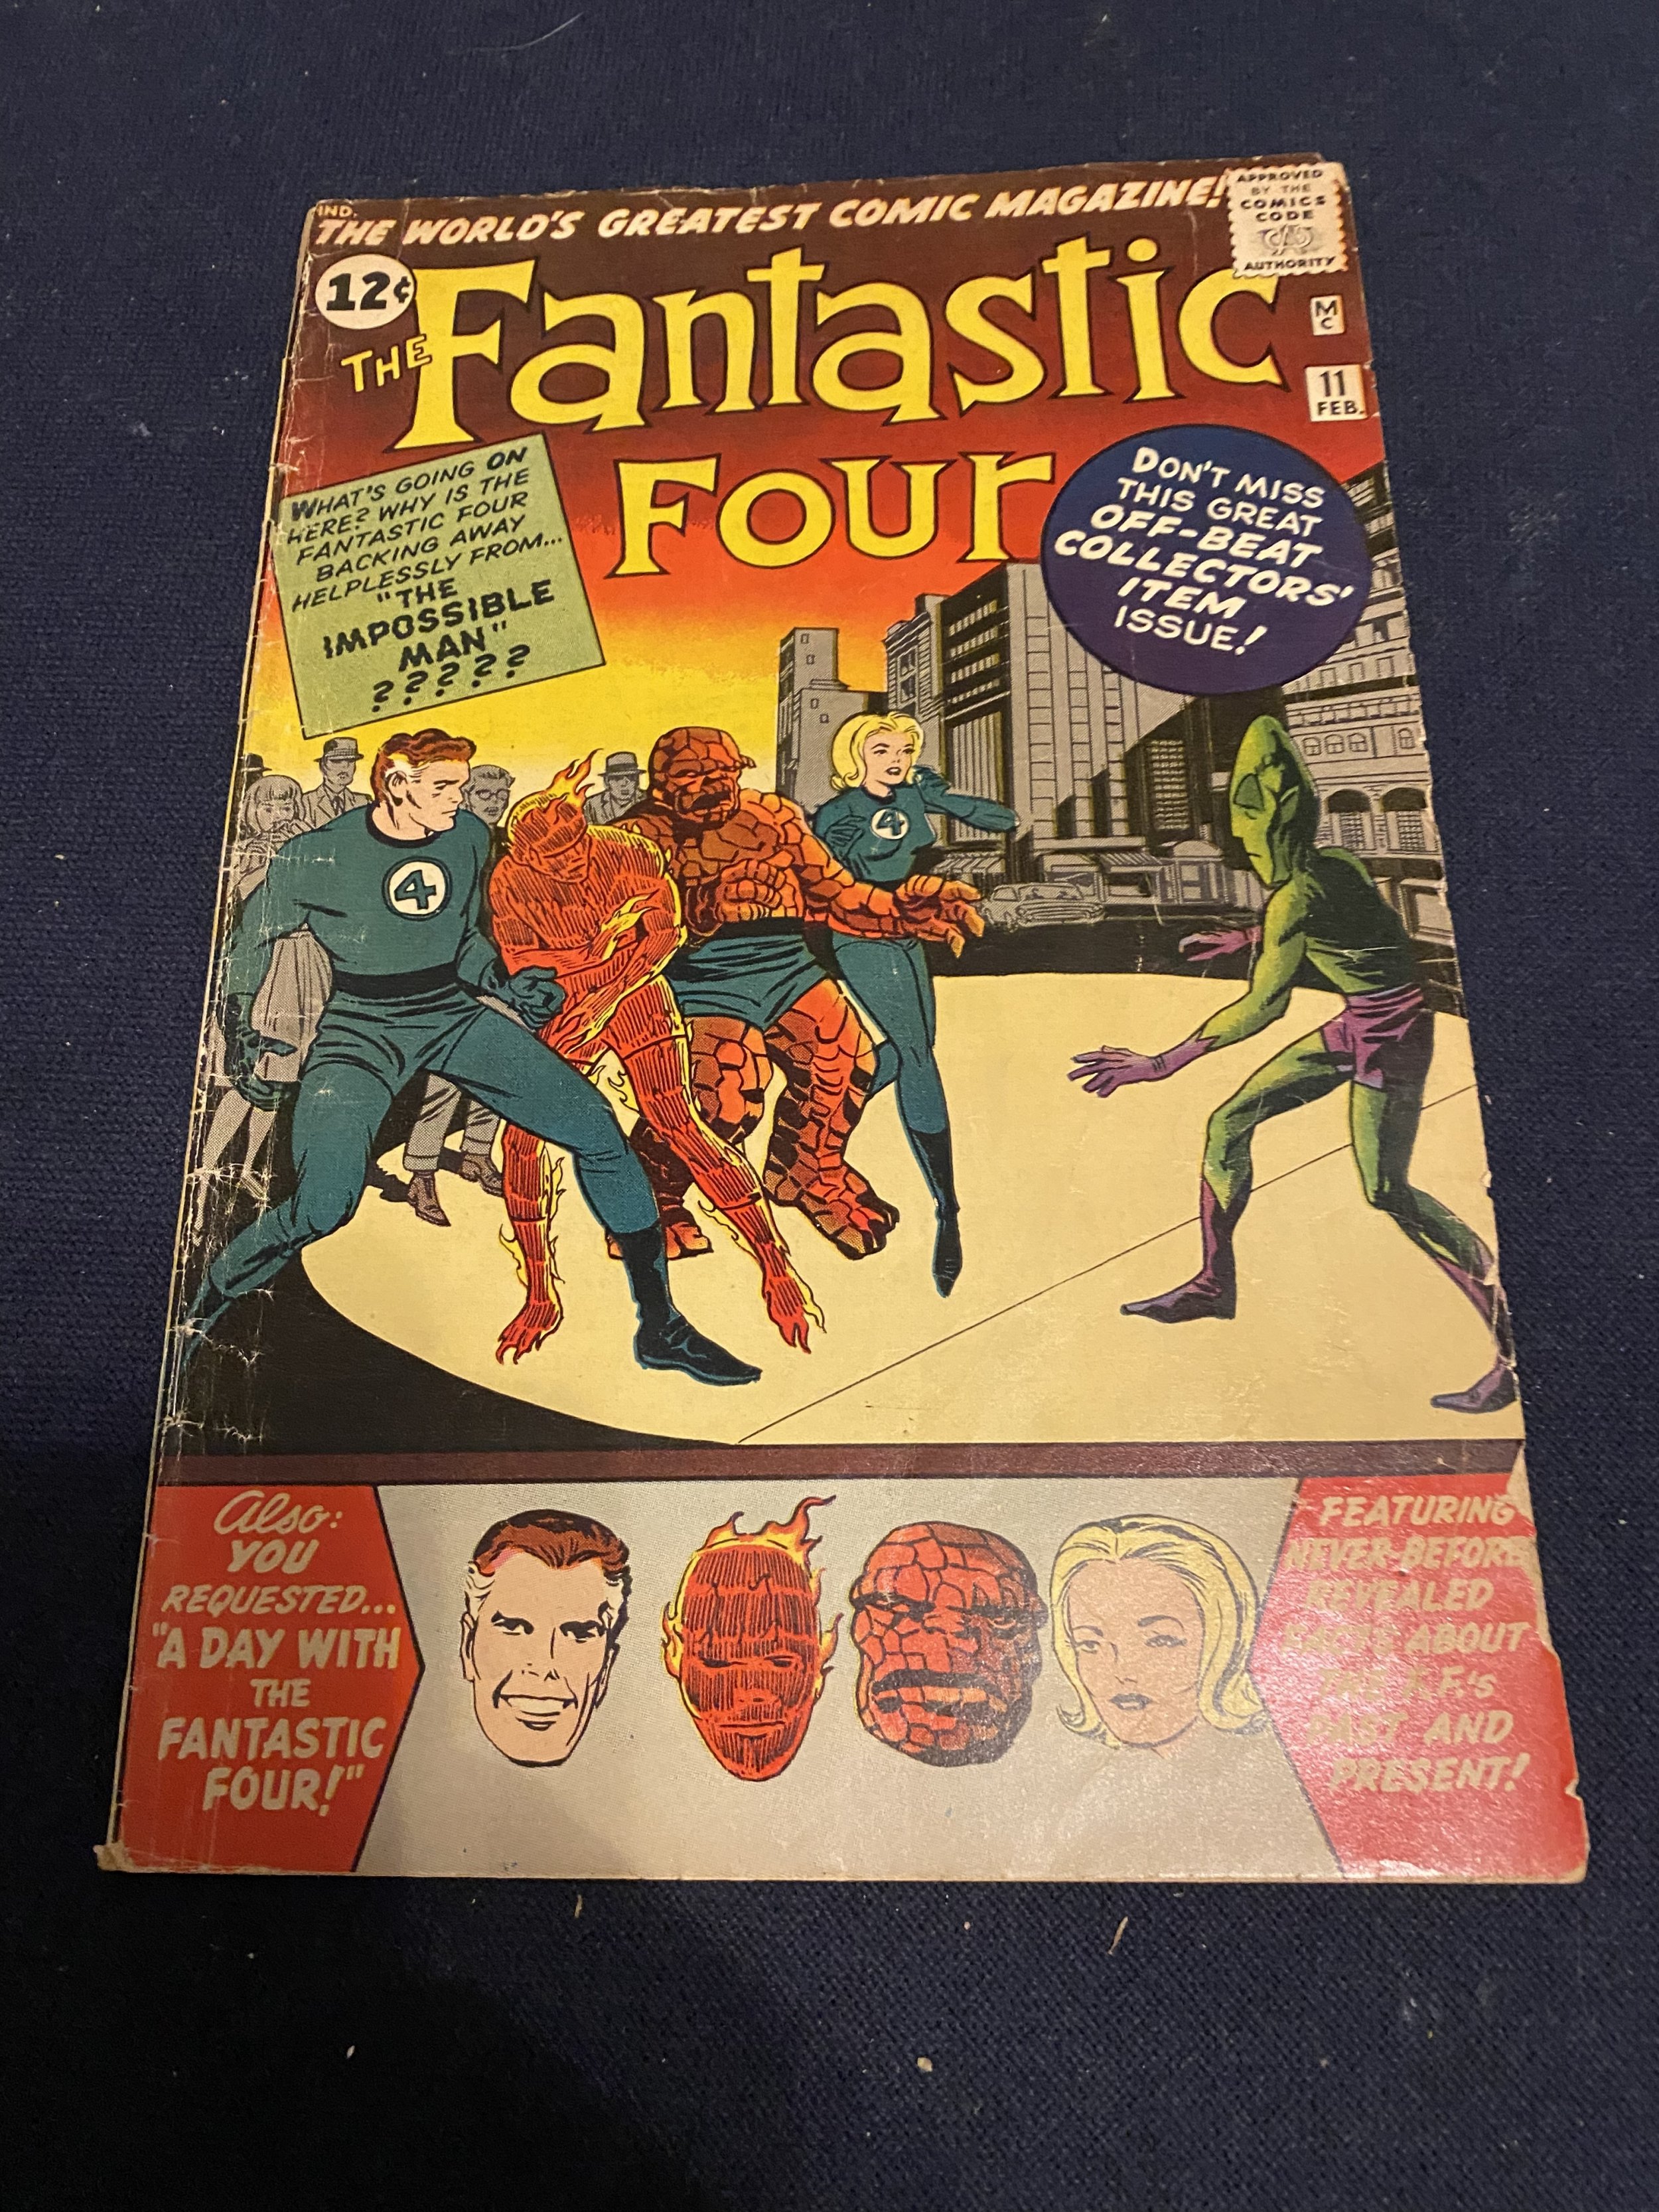 IND.
THE WORLD'S GREATEST COMIC MAGAZINE!
APPROVED
BY THE
COMICS
CODE
CA
AUTHORITY
12¢
THE Fantastic
Four
M
C
11
FEB.
WHAT'S GOING ON
HERE? WHY IS THE
FANTASTIC FOUR
BACKING AWAY
HELPLESSLY FROM...
"THE
IMPOSSIBLE
MAN"
?????
DON'T MISS
THIS GREAT
OFF-BEAT
COLLECTORS'
ITEM
ISSUE!
4
4
Also:
YOU
REQUESTED...
"A DAY WITH
THE
FANTASTIC
FOUR!"
FEATURING
NEVER-BEFORE
REVEALED
FACTS ABOUT
THE F.F.'s
PAST AND
PRESENT!